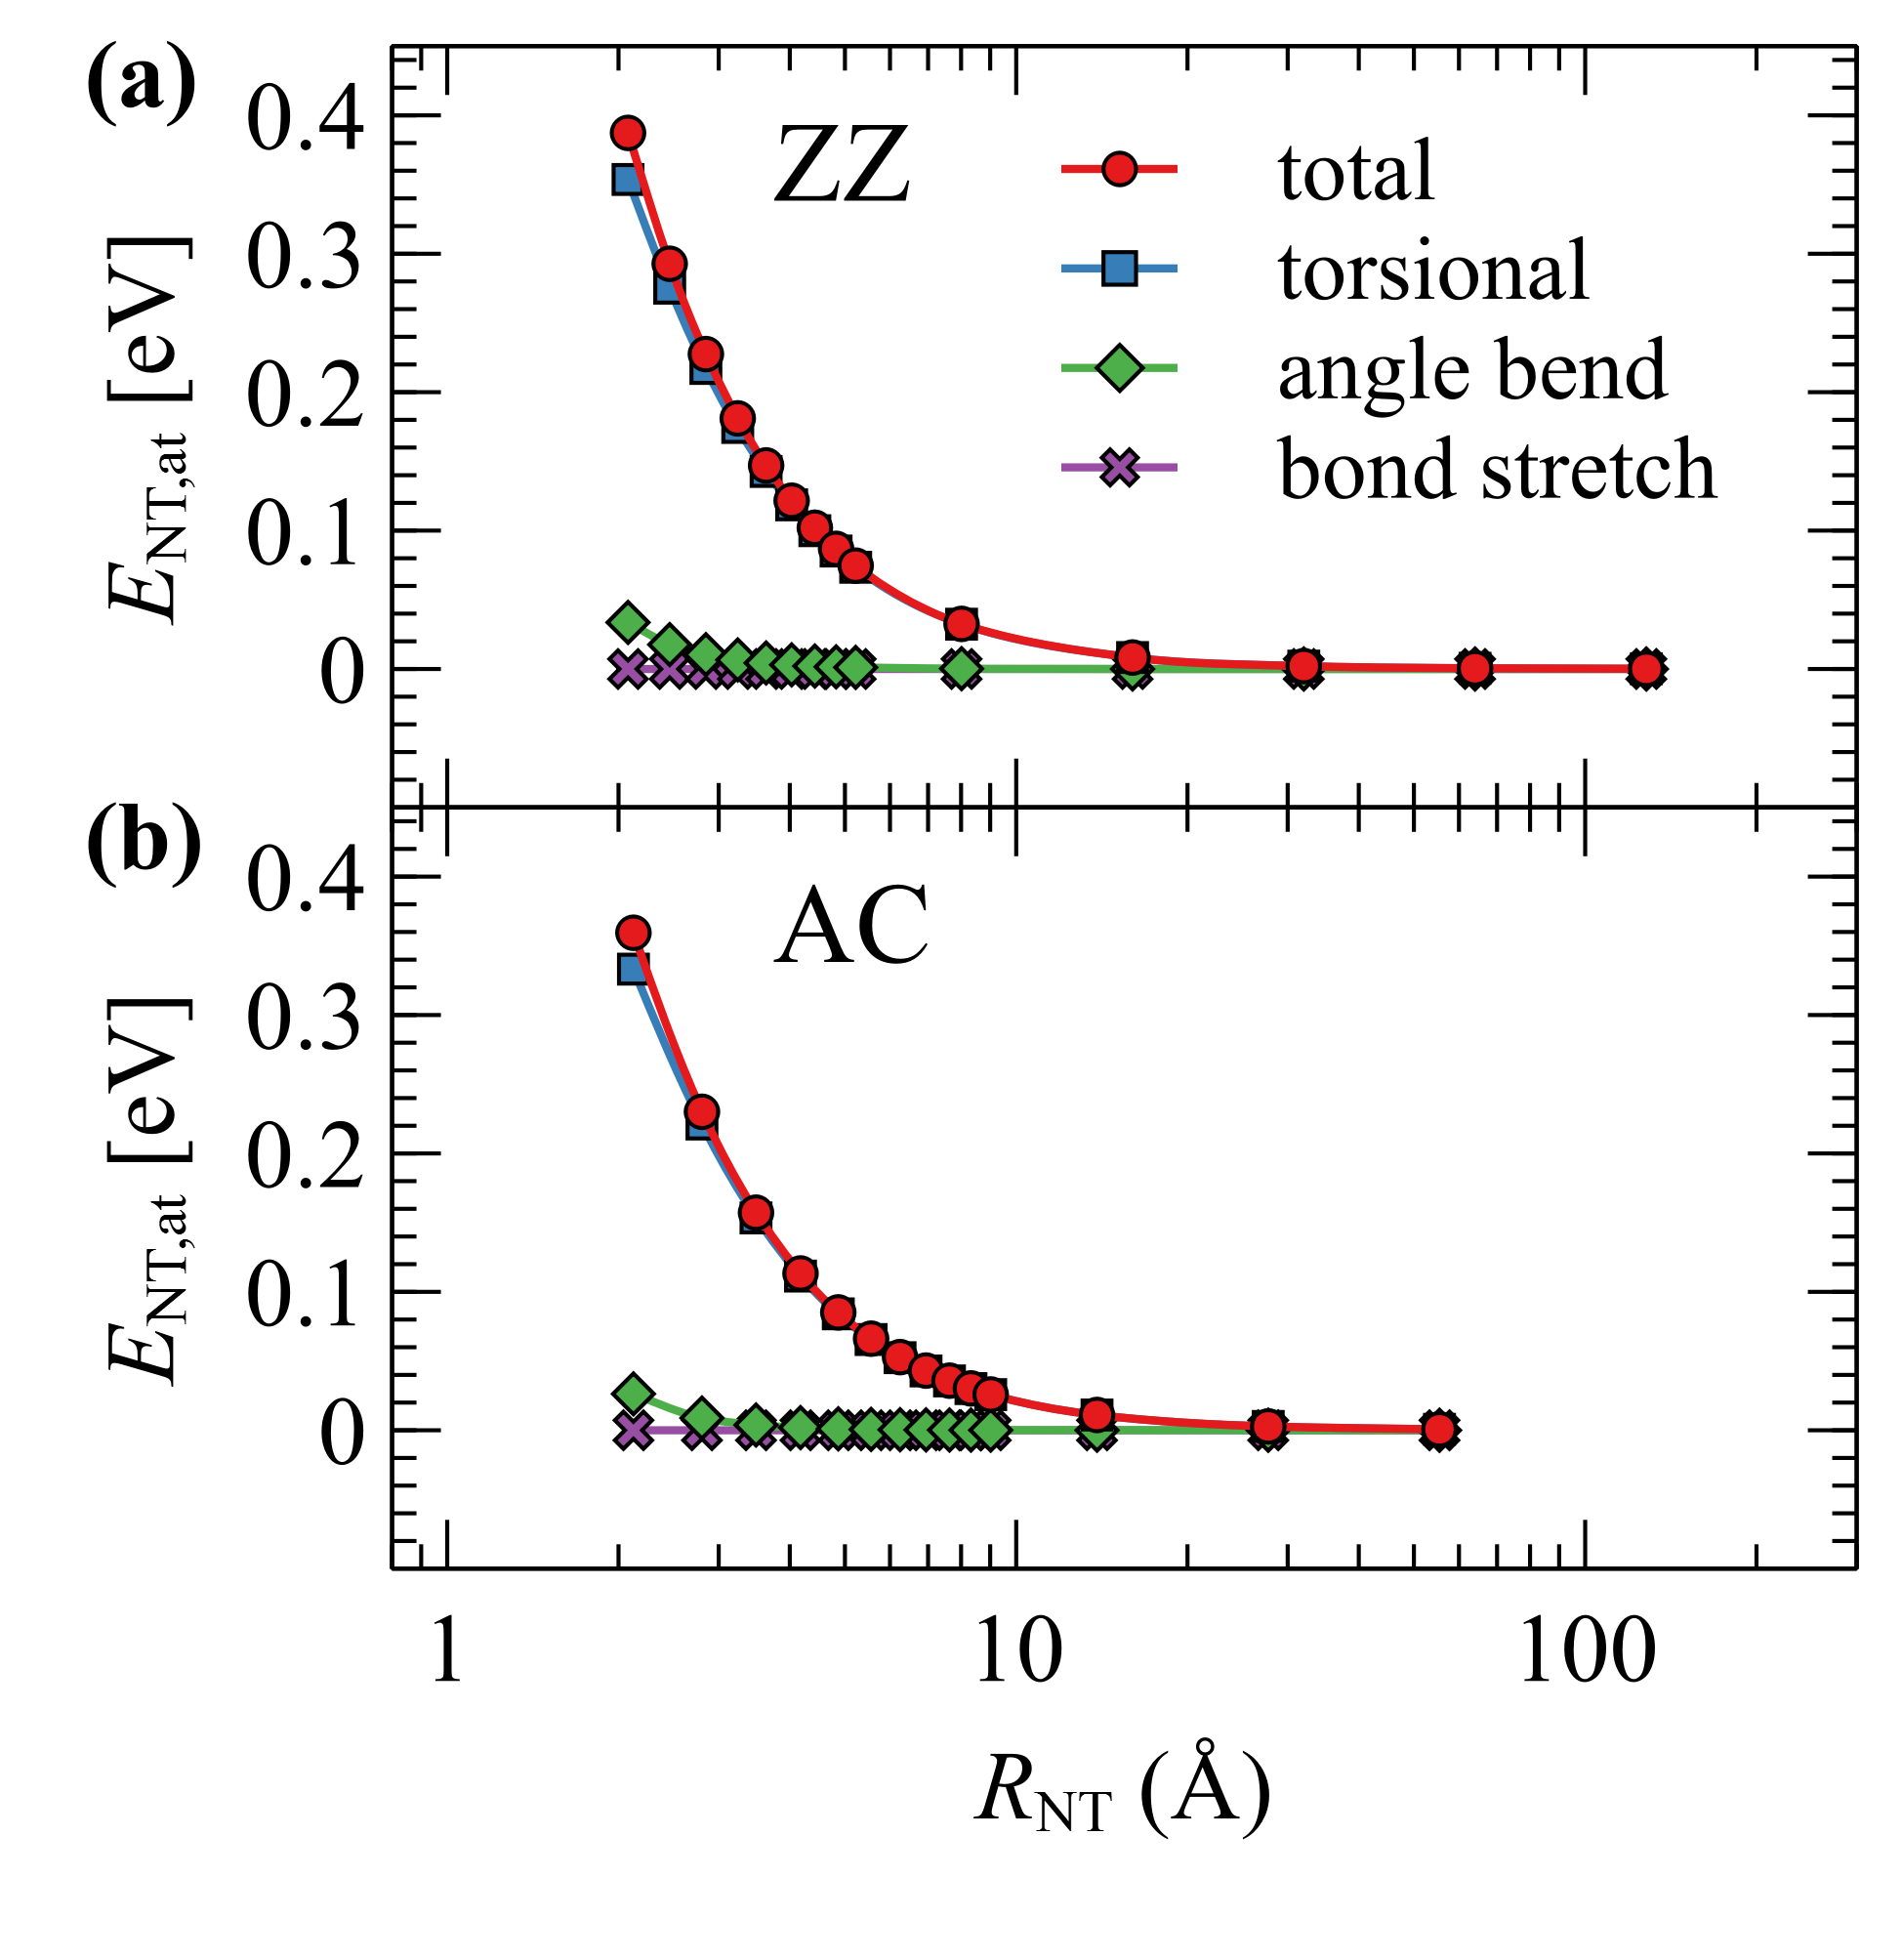 (a)
0.4
0.3
0.2
0.1
0
E_NT,at [eV]
ZZ
total
torsional
angle bend
bond stretch
(b)
0.4
0.3
0.2
0.1
0
E_NT,at [eV]
AC
1 10 100
R_NT (Å)